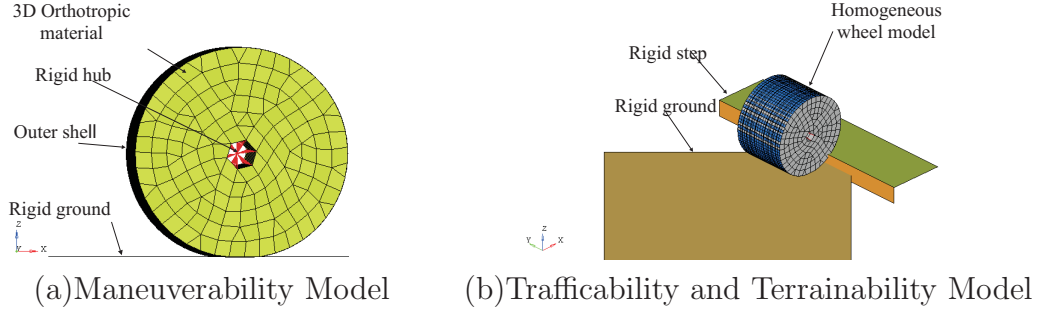 3D Orthotropic
material
Rigid hub
Outer shell
Rigid ground
Z
Y X
(a)Maneuverability Model
Homogeneous
wheel model
Rigid step
Rigid ground
Z
Y X
(b)Trafficability and Terrainability Model